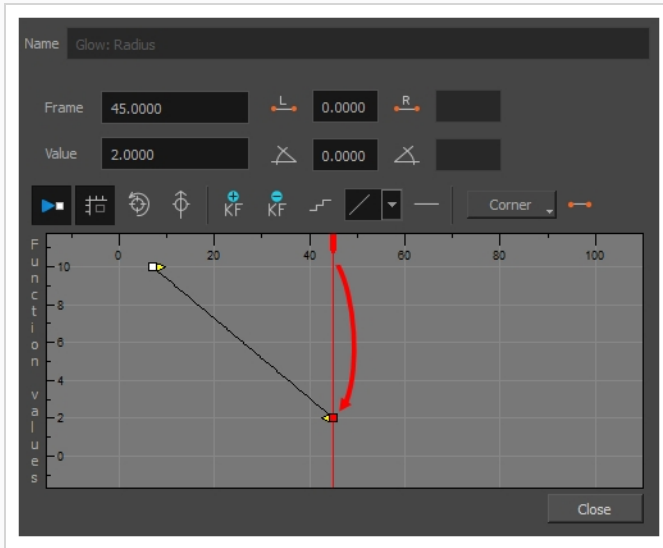 Name Glow: Radius
Frame 45.0000 L 0.0000 R
Value 2.0000 0.0000
KF KF Corner
Function values
0 20 40 60 80 100
10
8
6
4
2
0
Close